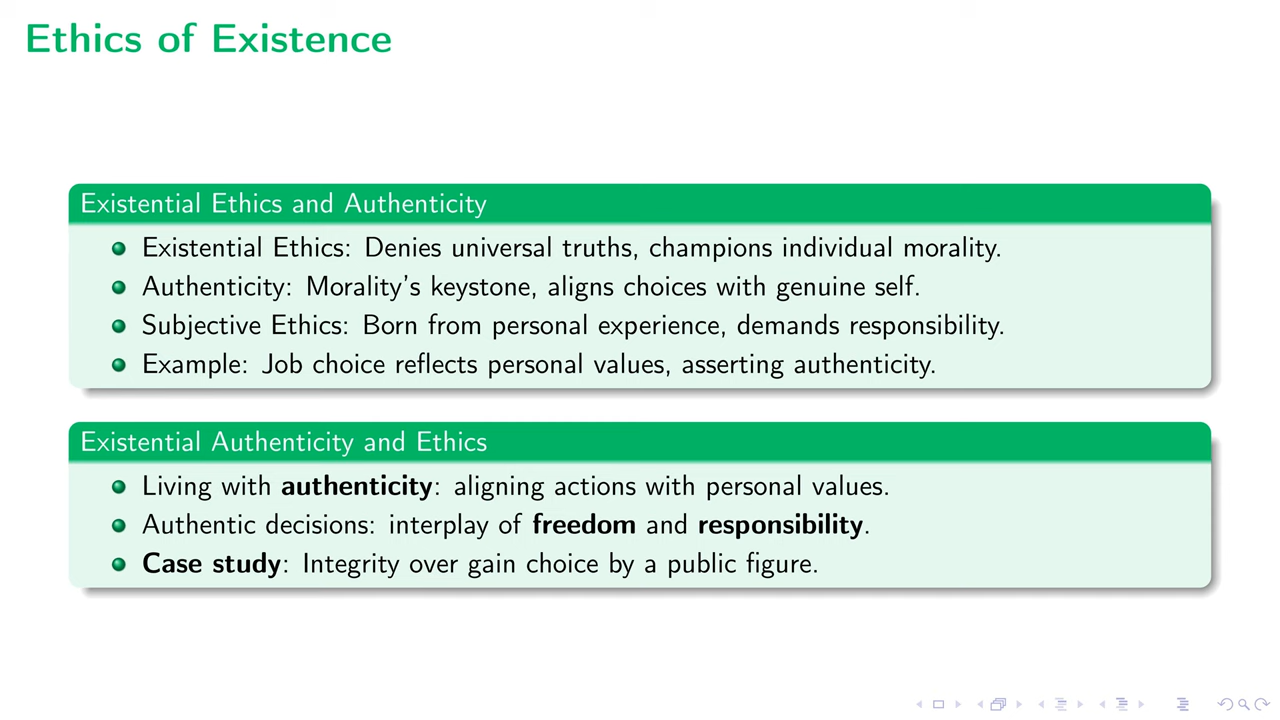 Ethics of Existence
Existential Ethics and Authenticity
Existential Ethics: Denies universal truths, champions individual morality.
Authenticity: Morality's keystone, aligns choices with genuine self.
Subjective Ethics: Born from personal experience, demands responsibility.
Example: Job choice reflects personal values, asserting authenticity.
Existential Authenticity and Ethics
Living with authenticity: aligning actions with personal values.
Authentic decisions: interplay of freedom and responsibility.
Case study: Integrity over gain choice by a public figure.